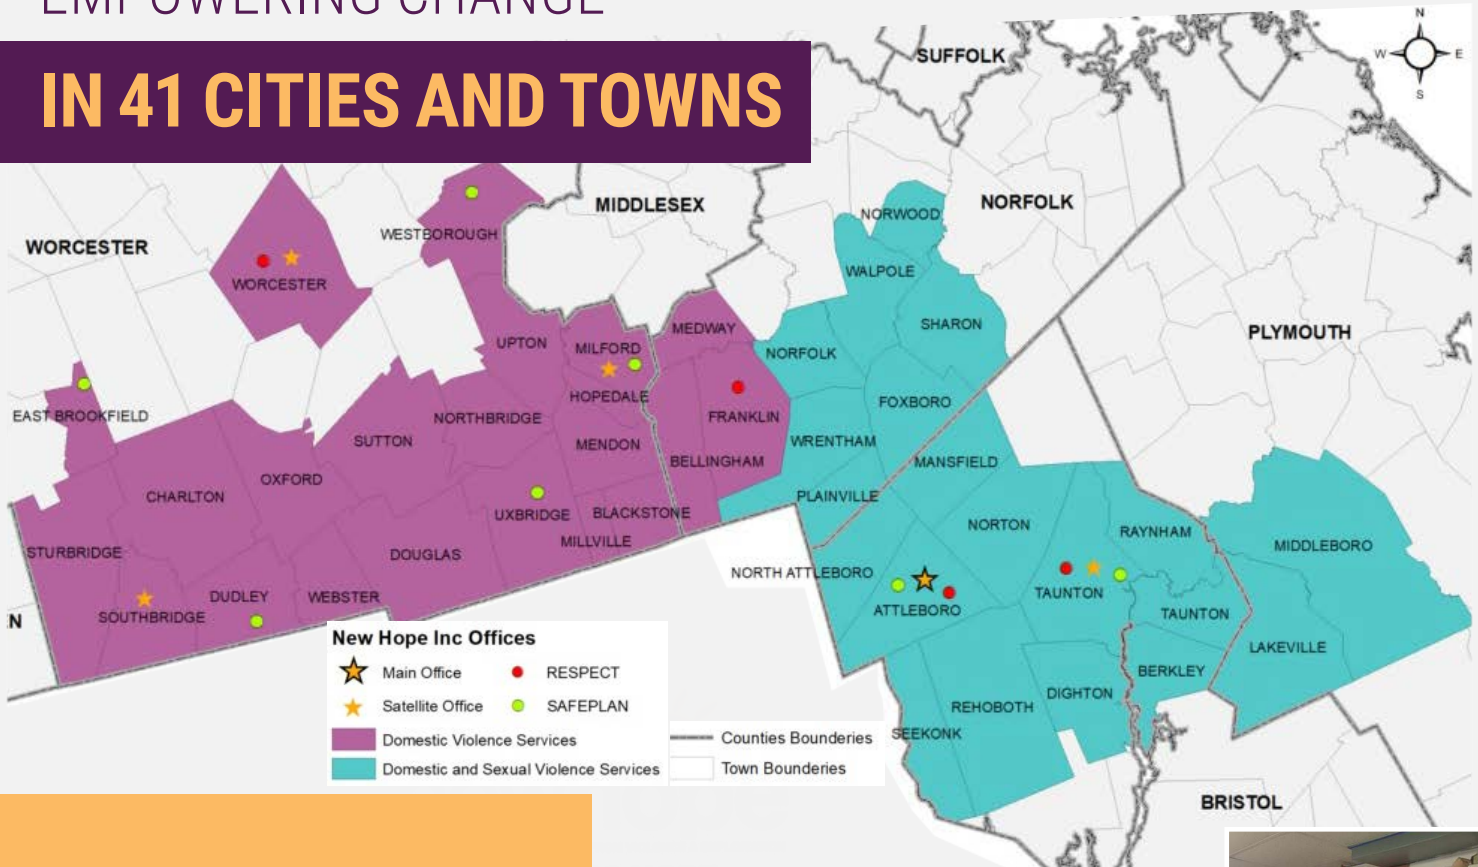 EMPOWERING CHANGE
IN 41 CITIES AND TOWNS
N
W E
S
SUFFOLK
MIDDLESEX
NORFOLK
WORCESTER
PLYMOUTH
BRISTOL
N
WESTBOROUGH
WORCESTER
NORWOOD
WALPOLE
SHARON
MEDWAY
UPTON
MILFORD
NORFOLK
HOPEDALE
FOXBORO
EAST BROOKFIELD
NORTHBRIDGE
FRANKLIN
SUTTON
MENDON
WRENTHAM
BELLINGHAM
MANSFIELD
OXFORD
CHARLTON
PLAINVILLE
UXBRIDGE
BLACKSTONE
NORTON
RAYNHAM
MILLVILLE
STURBRIDGE
DOUGLAS
MIDDLEBORO
NORTH ATTLEBORO
DUDLEY
WEBSTER
SOUTHBRIDGE
ATTLEBORO
TAUNTON
TAUNTON
LAKEVILLE
BERKLEY
DIGHTON
REHOBOTH
SEEKONK
New Hope Inc Offices
Main Office
RESPECT
Satellite Office
SAFEPLAN
Domestic Violence Services
Domestic and Sexual Violence Services
Counties Bounderies
Town Bounderies